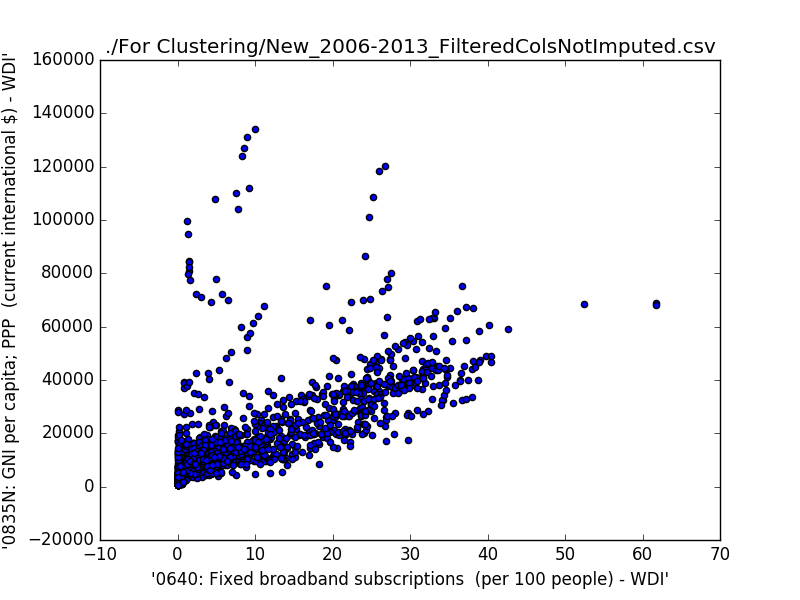 ./For Clustering/New_2006-2013_FilteredColsNotImputed.csv
160000
140000
120000
100000
80000
60000
40000
20000
0
−20000
−10 0 10 20 30 40 50 60 70
'0835N: GNI per capita; PPP  (current international $) - WDI'
'0640: Fixed broadband subscriptions  (per 100 people) - WDI'